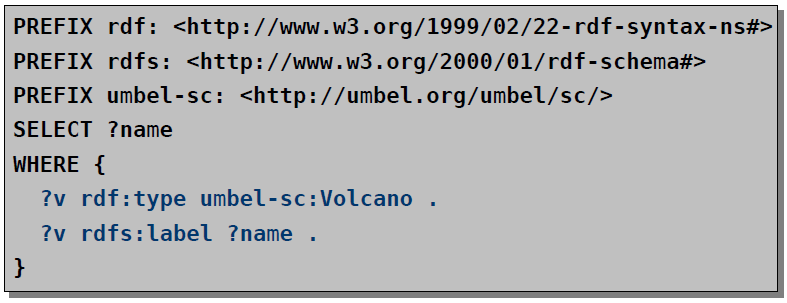 PREFIX rdf: <http://www.w3.org/1999/02/22-rdf-syntax-ns#>
PREFIX rdfs: <http://www.w3.org/2000/01/rdf-schema#>
PREFIX umbel-sc: <http://umbel.org/umbel/sc/>
SELECT ?name
WHERE {
  ?v rdf:type umbel-sc:Volcano .
  ?v rdfs:label ?name .
}